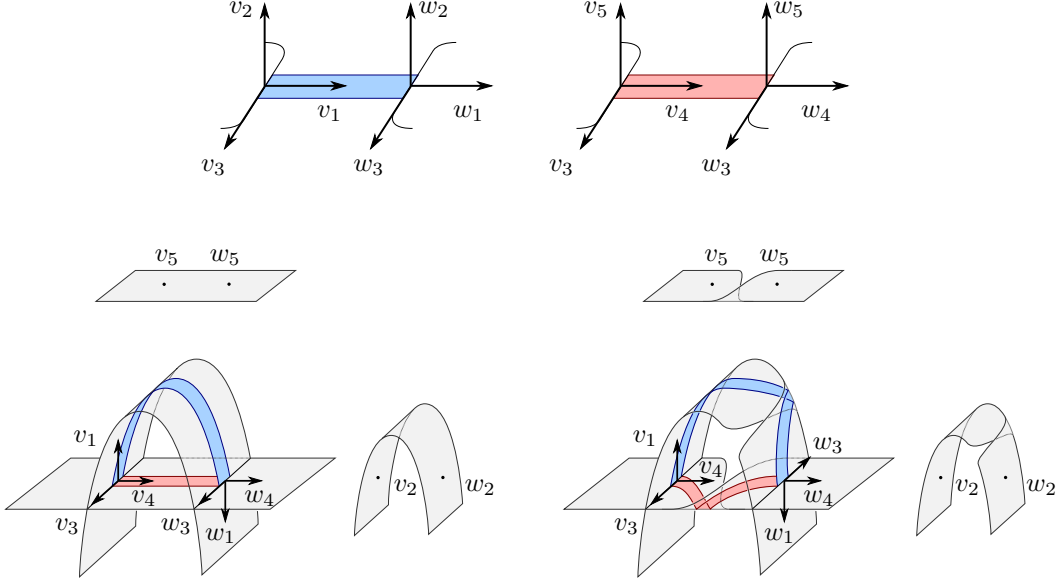 v₂ w₂ v₅ w₅
v₁ w₁ v₄ w₄
v₃ w₃ v₃ w₃
v₅ w₅ v₅ w₅
v₁ v₄ w₄ v₂ w₂ v₁ v₄ w₃ w₄ v₂ w₂
v₃ w₃ w₁ v₃ w₁